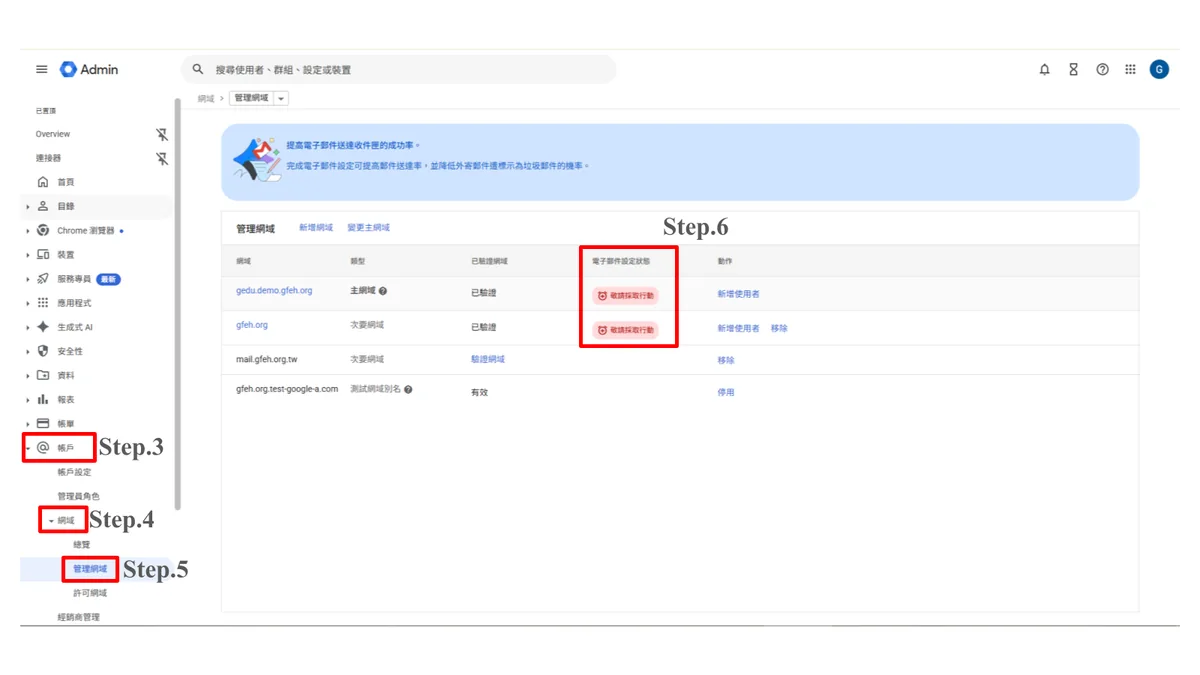 Admin
搜尋使用者、群組、設定或裝置
G
網域 > 管理網域
已置頂
Overview
連接器
首頁
目錄
Chrome 瀏覽器
裝置
服務專員 最新
應用程式
生成式 AI
安全性
資料
報表
帳單
帳戶 Step.3
帳戶設定
管理員角色
網域 Step.4
總覽
管理網域 Step.5
許可網域
經銷商管理
提高電子郵件送達收件匣的成功率。
完成電子郵件設定可提高郵件送達率，並降低外寄郵件遭標示為垃圾郵件的機率。
管理網域 新增網域 變更主網域 Step.6
網域 類型 已驗證網域 電子郵件設定狀態 動作
gedu.demo.gfeh.org 主網域 已驗證 敬請採取行動 新增使用者
gfeh.org 次要網域 已驗證 敬請採取行動 新增使用者 移除
mail.gfeh.org.tw 次要網域 驗證網域 移除
gfeh.org.test-google-a.com 測試網域別名 有效 停用